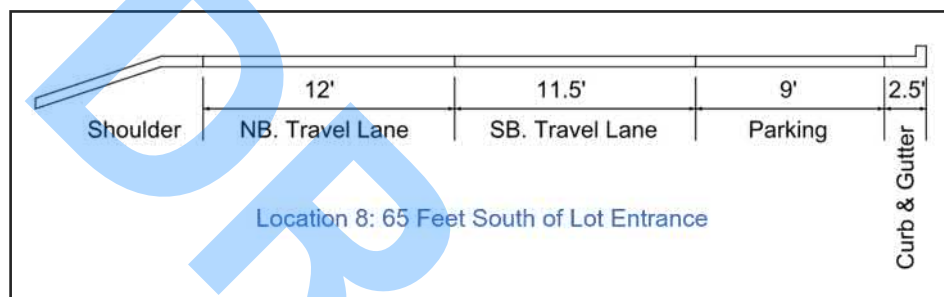 12' 11.5' 9' 2.5'
Shoulder NB. Travel Lane SB. Travel Lane Parking
Curb & Gutter
Location 8: 65 Feet South of Lot Entrance
DR